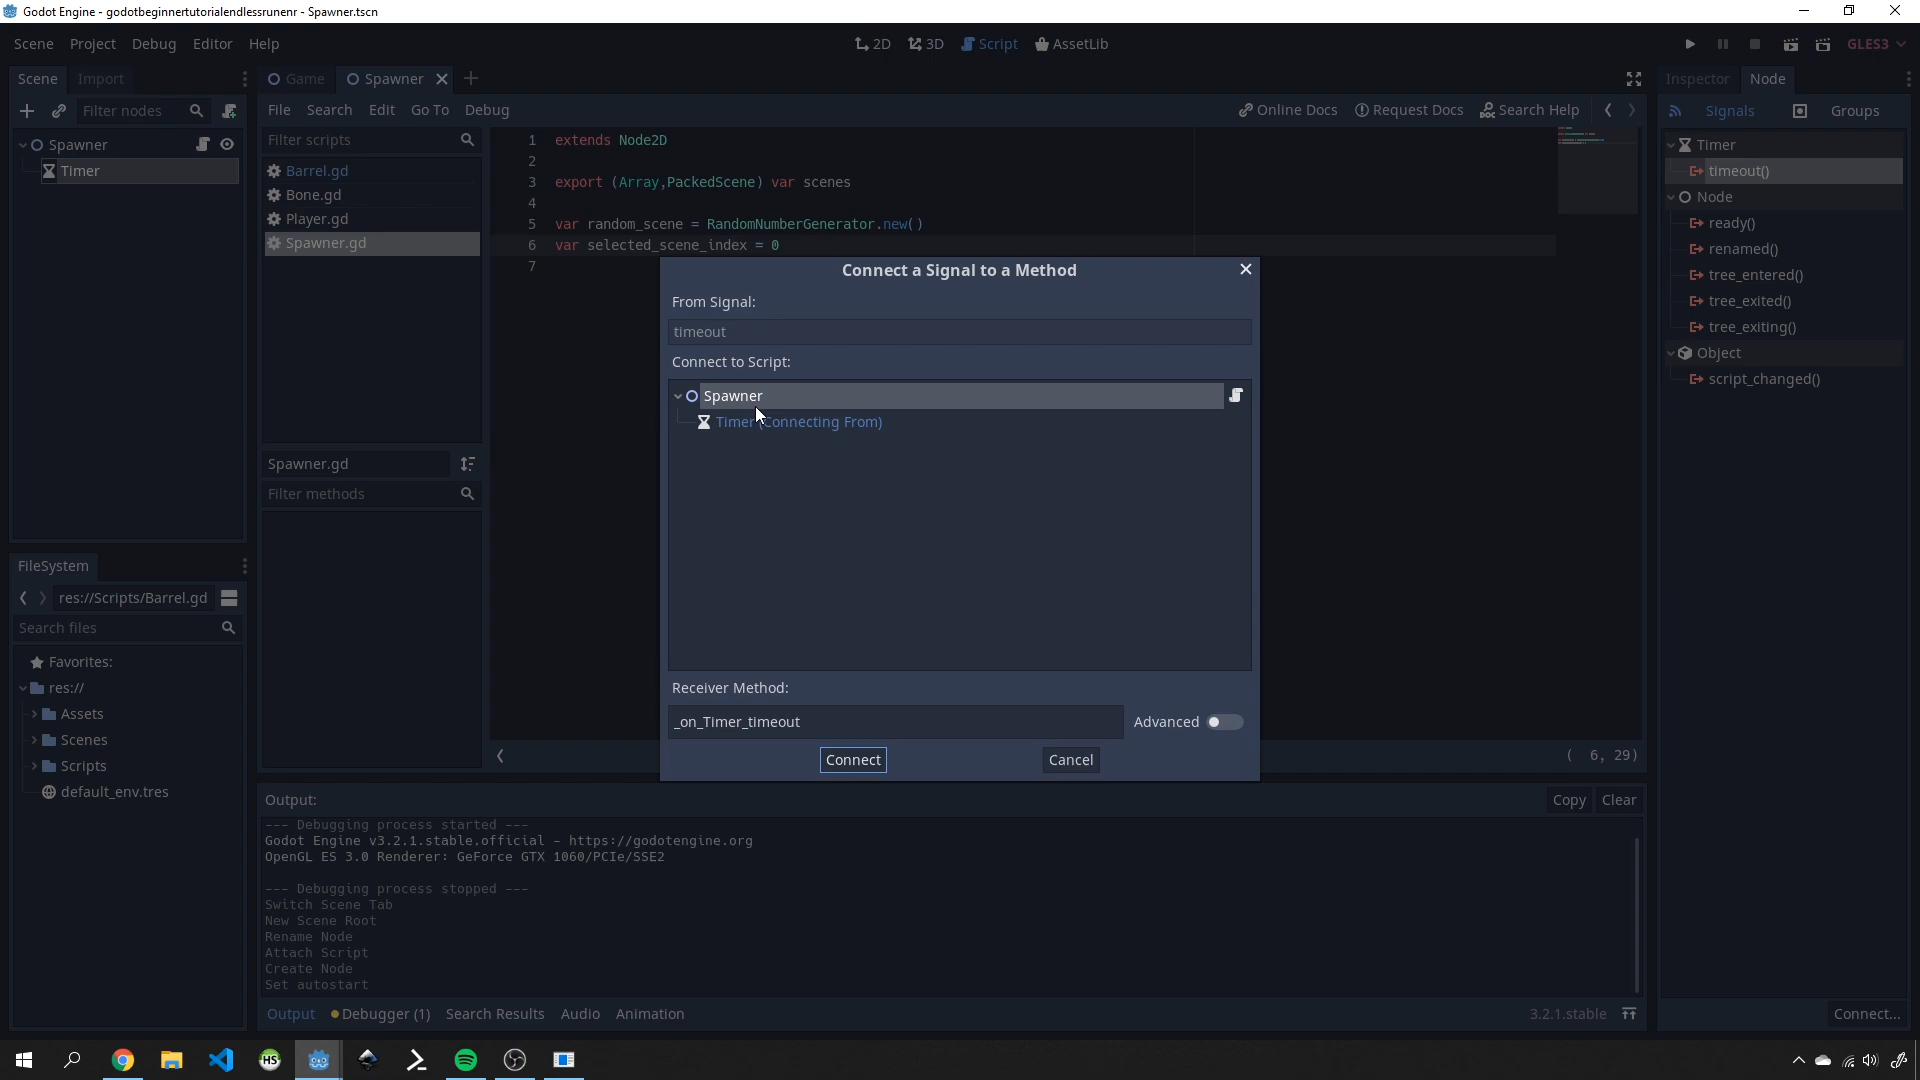 Godot Engine - godotbeginnertutorialendlessrunenr - Spawner.tscn
Scene Project Debug Editor Help
2D 3D Script AssetLib
GLES3
Scene Import
Game Spawner
Inspector Node
Filter nodes
File Search Edit Go To Debug
Online Docs Request Docs Search Help
Signals Groups
Spawner
Timer
Filter scripts
Barrel.gd
Bone.gd
Player.gd
Spawner.gd
Spawner.gd
Filter methods
1 extends Node2D
2
3 export (Array,PackedScene) var scenes
4
5 var random_scene = RandomNumberGenerator.new()
6 var selected_scene_index = 0
7
Connect a Signal to a Method
From Signal:
timeout
Connect to Script:
Spawner
Timer (Connecting From)
Receiver Method:
_on_Timer_timeout
Advanced
Connect Cancel
( 6, 29)
Timer
timeout()
Node
ready()
renamed()
tree_entered()
tree_exited()
tree_exiting()
Object
script_changed()
Connect...
FileSystem
res://Scripts/Barrel.gd
Search files
Favorites:
res://
Assets
Scenes
Scripts
default_env.tres
Output:
Copy Clear
--- Debugging process started ---
Godot Engine v3.2.1.stable.official - https://godotengine.org
OpenGL ES 3.0 Renderer: GeForce GTX 1060/PCIe/SSE2
--- Debugging process stopped ---
Switch Scene Tab
New Scene Root
Rename Node
Attach Script
Create Node
Set autostart
Output Debugger (1) Search Results Audio Animation
3.2.1.stable
HS